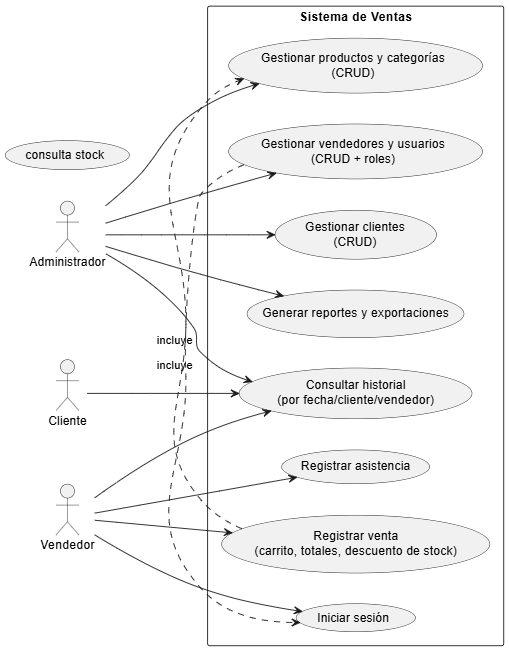 Sistema de Ventas
Gestionar productos y categorías
(CRUD)
consulta stock
Gestionar vendedores y usuarios
(CRUD + roles)
Administrador
Gestionar clientes
(CRUD)
Generar reportes y exportaciones
incluye
incluye
Cliente
Consultar historial
(por fecha/cliente/vendedor)
Registrar asistencia
Vendedor
Registrar venta
(carrito, totales, descuento de stock)
Iniciar sesión